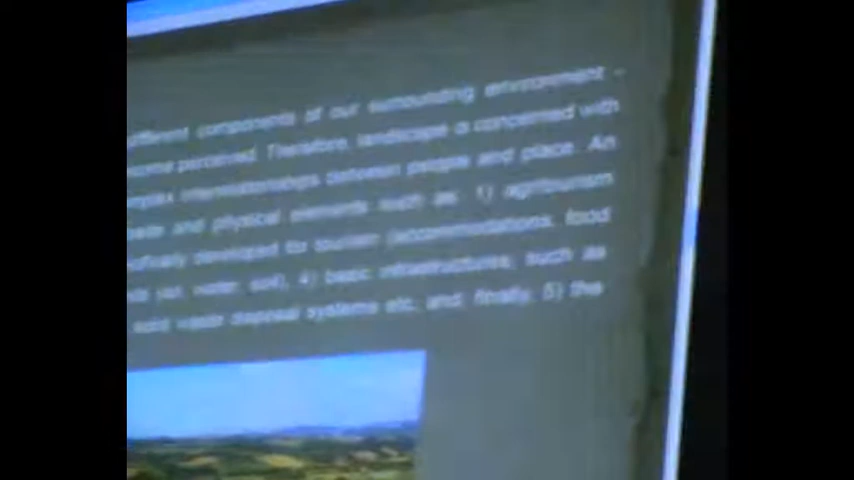 different components of our surrounding environment -
become perceived. Therefore, landscape is concerned with
interrelationships between people and place. An
and physical elements such as: 1) agritourism
developed for tourism (accommodations, food
air, water, soil), 4) basic infrastructures, such as
solid waste disposal systems etc, and, finally, 5) the